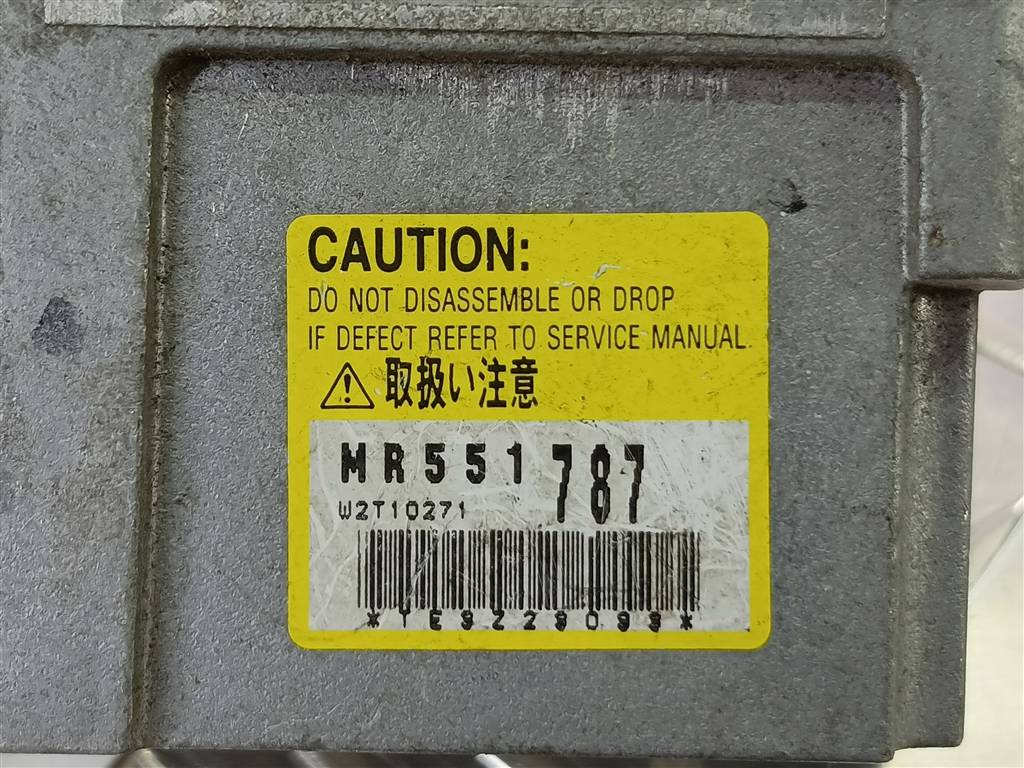 CAUTION:
DO NOT DISASSEMBLE OR DROP
IF DEFECT REFER TO SERVICE MANUAL.
取扱い注意
MR551787
W2T10271